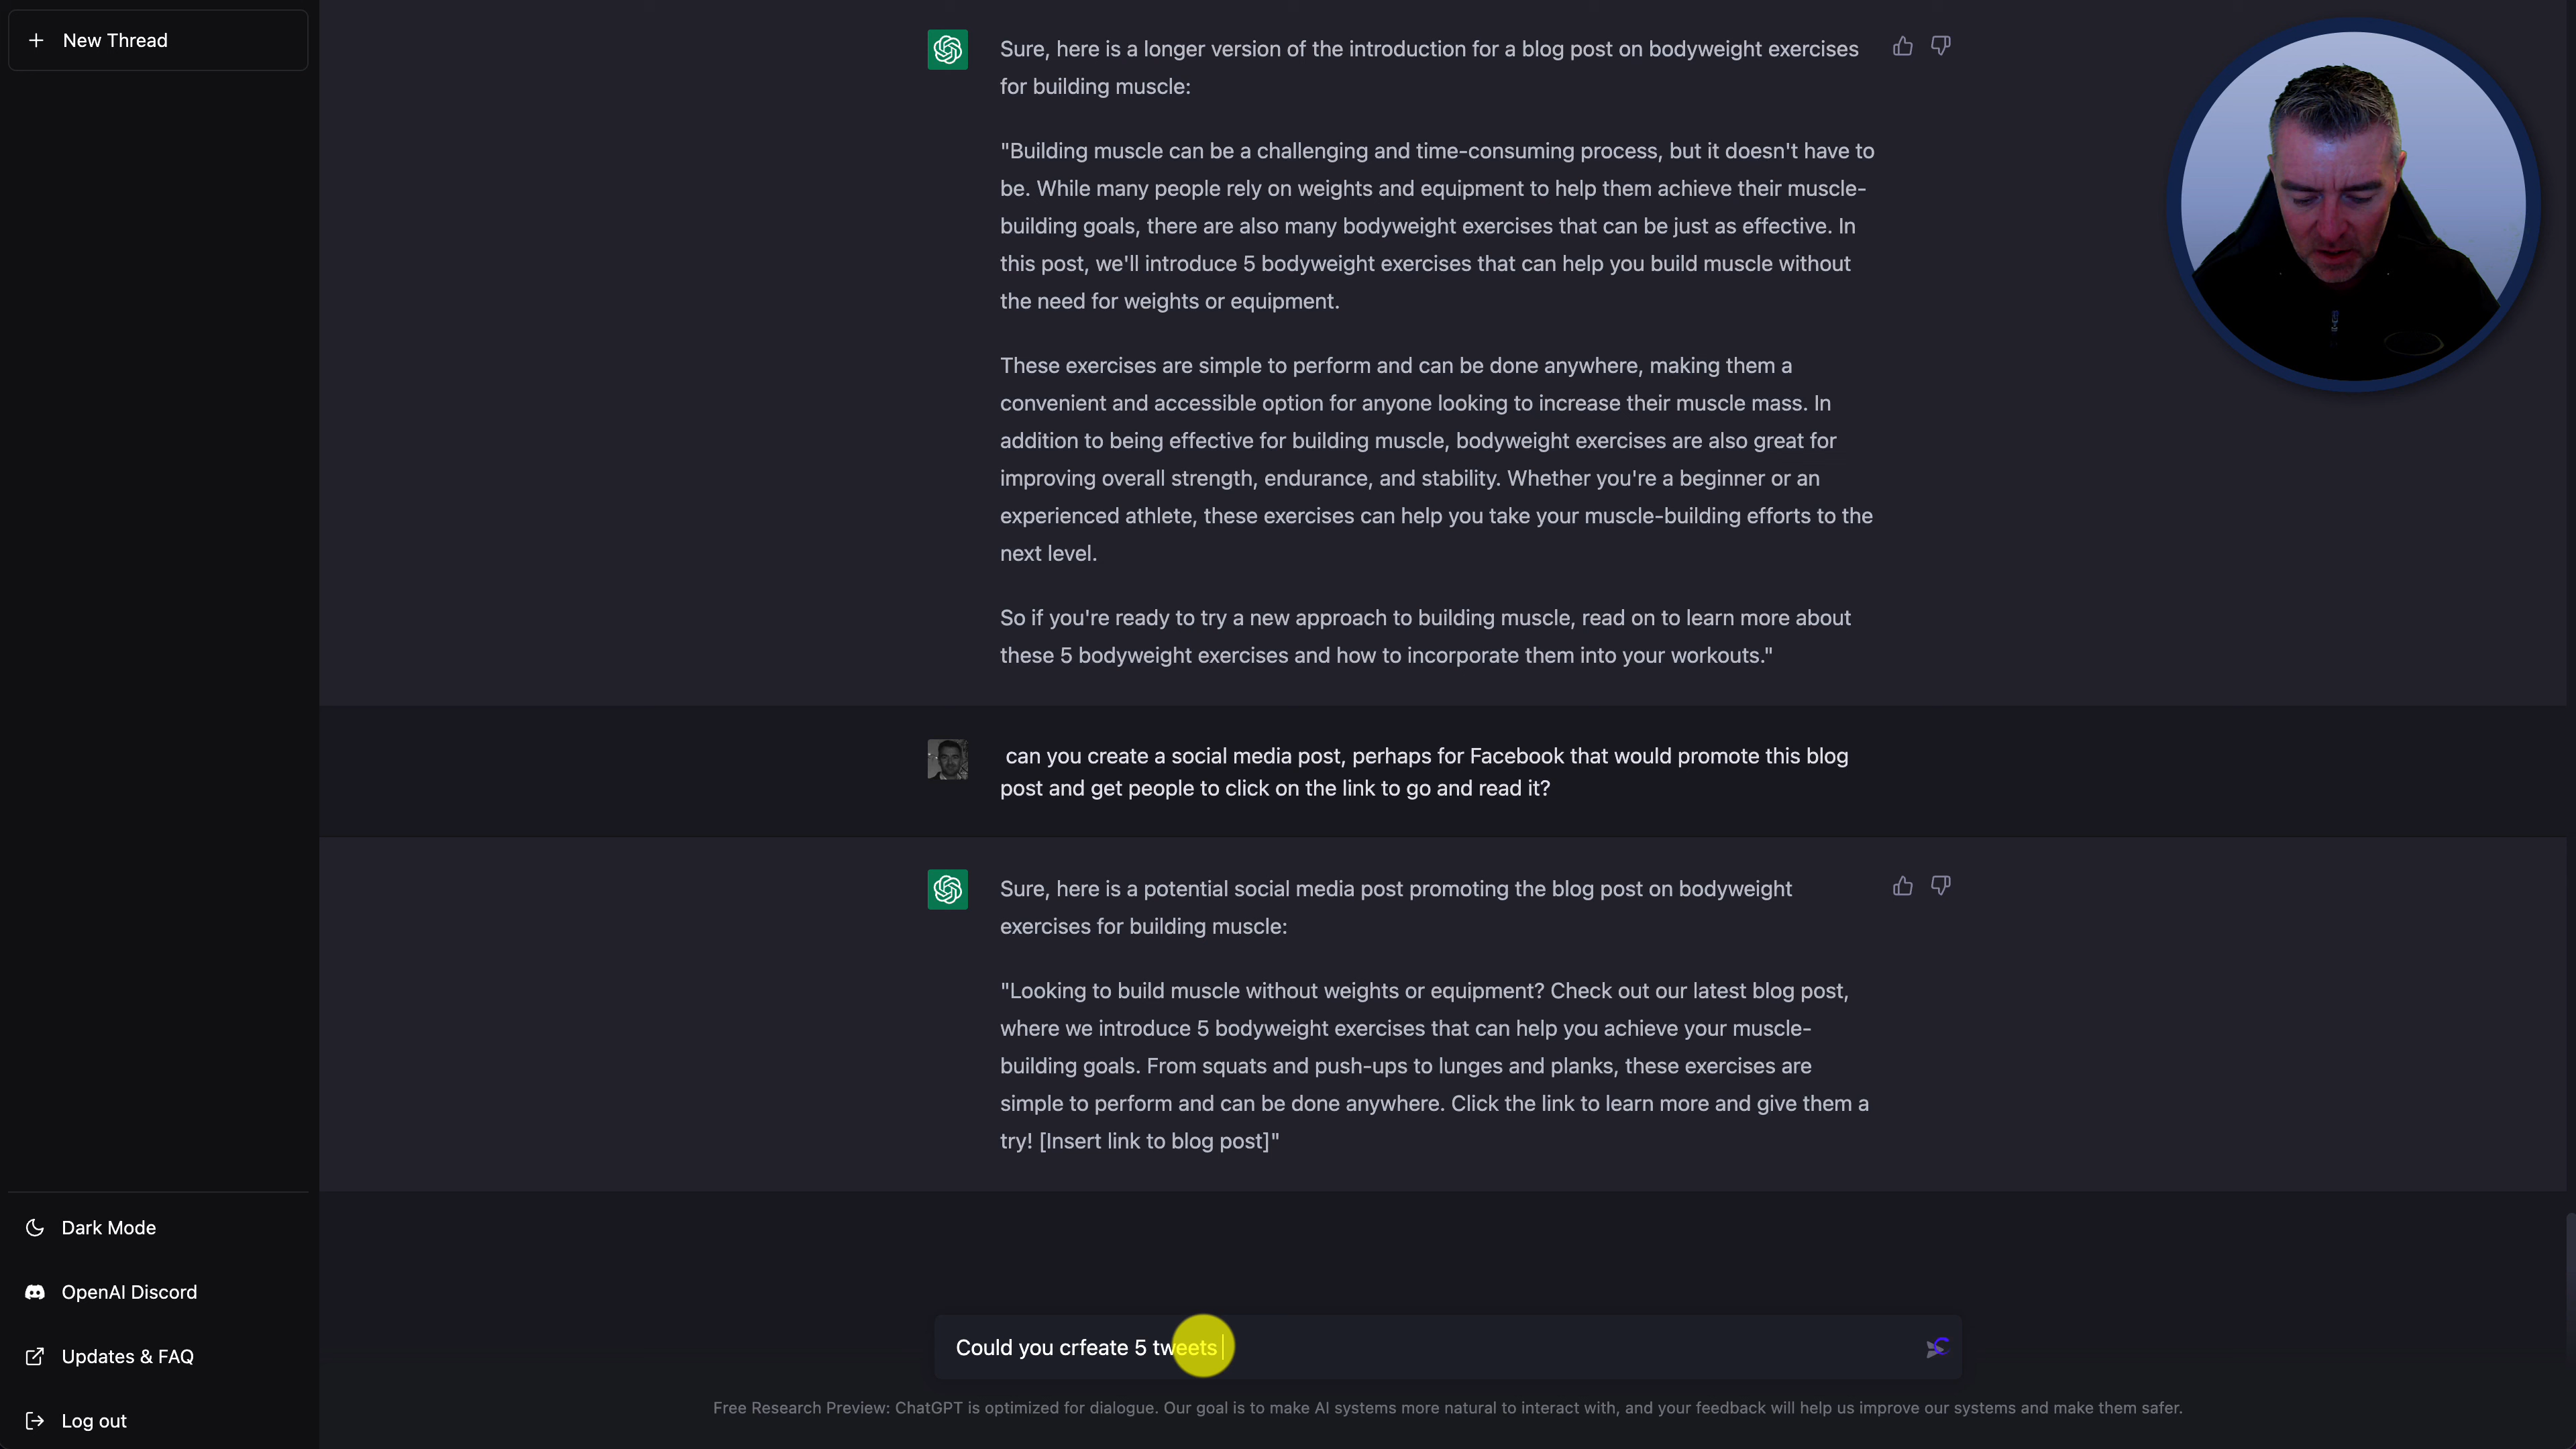 New Thread
Sure, here is a longer version of the introduction for a blog post on bodyweight exercises
for building muscle:
"Building muscle can be a challenging and time-consuming process, but it doesn't have to
be. While many people rely on weights and equipment to help them achieve their muscle-
building goals, there are also many bodyweight exercises that can be just as effective. In
this post, we'll introduce 5 bodyweight exercises that can help you build muscle without
the need for weights or equipment.
These exercises are simple to perform and can be done anywhere, making them a
convenient and accessible option for anyone looking to increase their muscle mass. In
addition to being effective for building muscle, bodyweight exercises are also great for
improving overall strength, endurance, and stability. Whether you're a beginner or an
experienced athlete, these exercises can help you take your muscle-building efforts to the
next level.
So if you're ready to try a new approach to building muscle, read on to learn more about
these 5 bodyweight exercises and how to incorporate them into your workouts."
can you create a social media post, perhaps for Facebook that would promote this blog
post and get people to click on the link to go and read it?
Sure, here is a potential social media post promoting the blog post on bodyweight
exercises for building muscle:
"Looking to build muscle without weights or equipment? Check out our latest blog post,
where we introduce 5 bodyweight exercises that can help you achieve your muscle-
building goals. From squats and push-ups to lunges and planks, these exercises are
simple to perform and can be done anywhere. Click the link to learn more and give them a
try! [Insert link to blog post]"
Dark Mode
OpenAI Discord
Updates & FAQ
Log out
Could you crfeate 5 tweets
Free Research Preview: ChatGPT is optimized for dialogue. Our goal is to make AI systems more natural to interact with, and your feedback will help us improve our systems and make them safer.